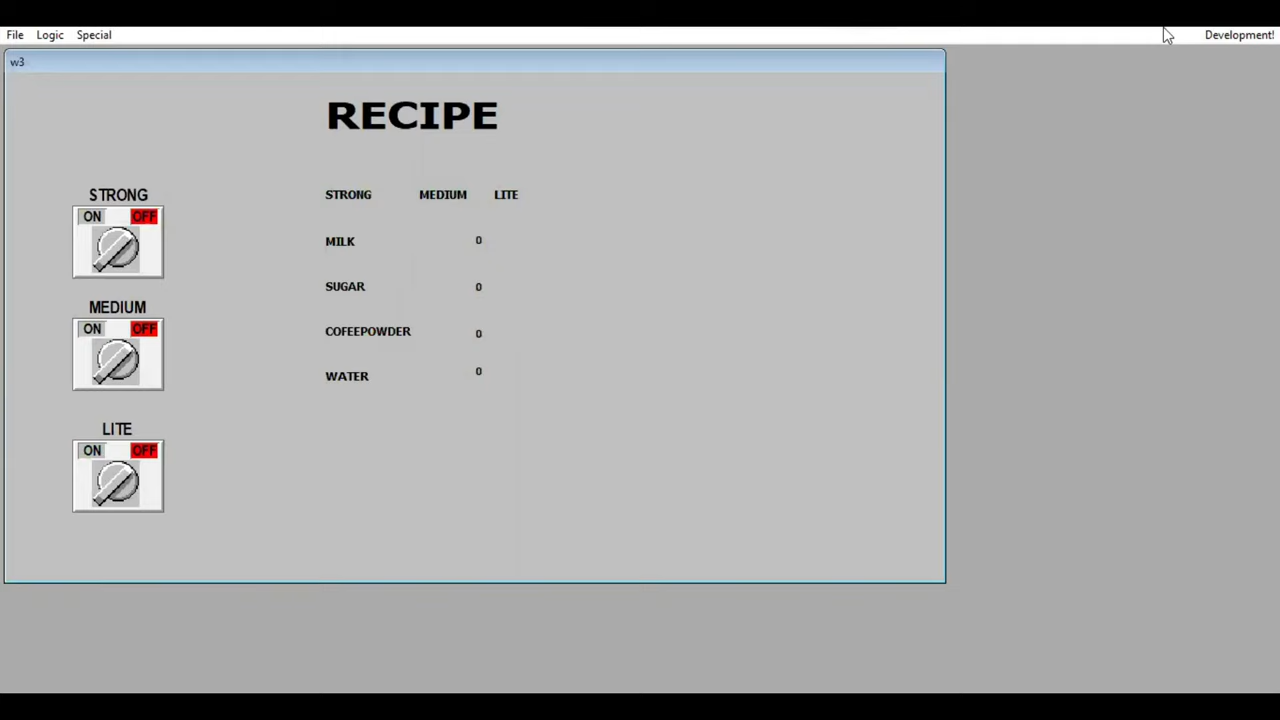 File Logic Special Development!
w3
RECIPE
STRONG STRONG MEDIUM LITE
ON OFF
MILK 0
SUGAR 0
MEDIUM
ON OFF
COFEEPOWDER 0
WATER 0
LITE
ON OFF